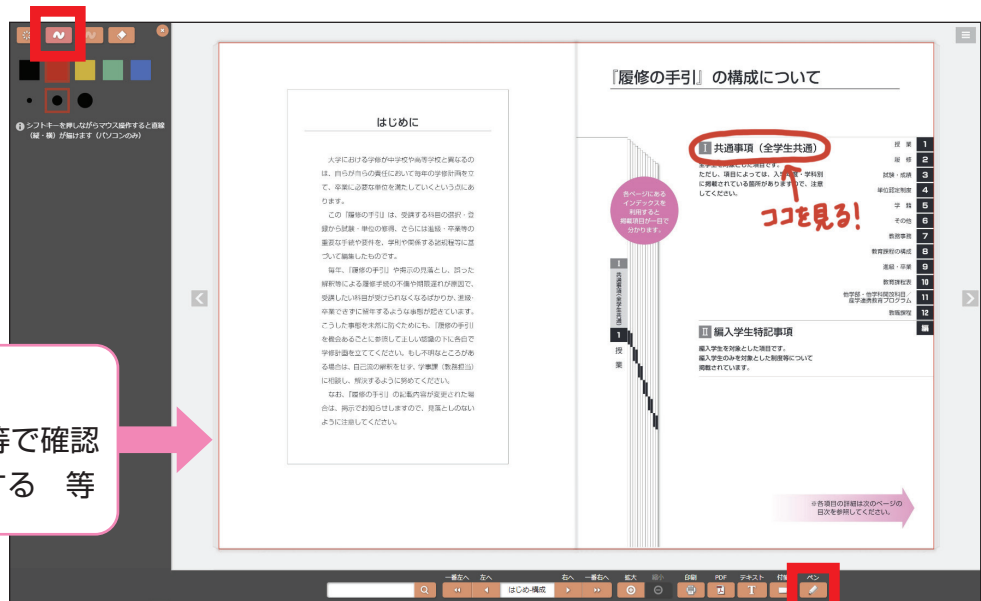 シフトキーを押しながらマウス操作すると直線
(縦・横)が描けます(パソコンのみ)
等で確認
する 等
はじめに
大学における学修が中学校や高等学校と異なるの
は、自らが自らの責任において毎年の学修計画を立
て、卒業に必要な単位を満たしていくという点にあ
ります。
この『履修の手引』は、受講する科目の選択・登
録から試験・単位の修得、さらには進級・卒業等の
重要な手続や要件を、学則や関係する諸規程等に基
づいて編集したものです。
毎年、『履修の手引』や掲示の見落とし、誤った
解釈等による履修手続の不備や期限遅れが原因で、
受講したい科目が受けられなくなるばかりか、進級・
卒業できずに留年するような事態が起きています。
こうした事態を未然に防ぐためにも、『履修の手引』
を機会あるごとに参照して正しい認識の下に各自で
学修計画を立ててください。もし不明なところがあ
る場合は、自己流の解釈をせず、学事課(教務担当)
に相談し、解決するように努めてください。
なお、『履修の手引』の記載内容が変更された場
合は、掲示でお知らせしますので、見落としのない
ように注意してください。
『履修の手引』の構成について
各ページにある
インデックスを
利用すると
掲載項目が一目で
分かります。
I
共通事項(全学生共通)
1
授業
I 共通事項(全学生共通)
全学生を対象とした項目です。
ただし、項目によっては、入学年度・学科別
に掲載されている箇所がありますので、注意
してください。
ココを見る!
II 編入学生特記事項
編入学生を対象とした項目です。
編入学生のみを対象とした制度等について
掲載されています。
授 業 1
履 修 2
試験・成績 3
単位認定制度 4
学 籍 5
その他 6
教務事務 7
教育課程の構成 8
進級・卒業 9
教育課程表 10
他学部・他学科開放科目/
産学連携教育プログラム 11
教職課程 12
編
※各項目の詳細は次のページの
目次を参照してください。
一番左へ 左へ はじめ-構成 右へ 一番右へ 拡大 縮小 印刷 PDF テキスト 付箋 ペン